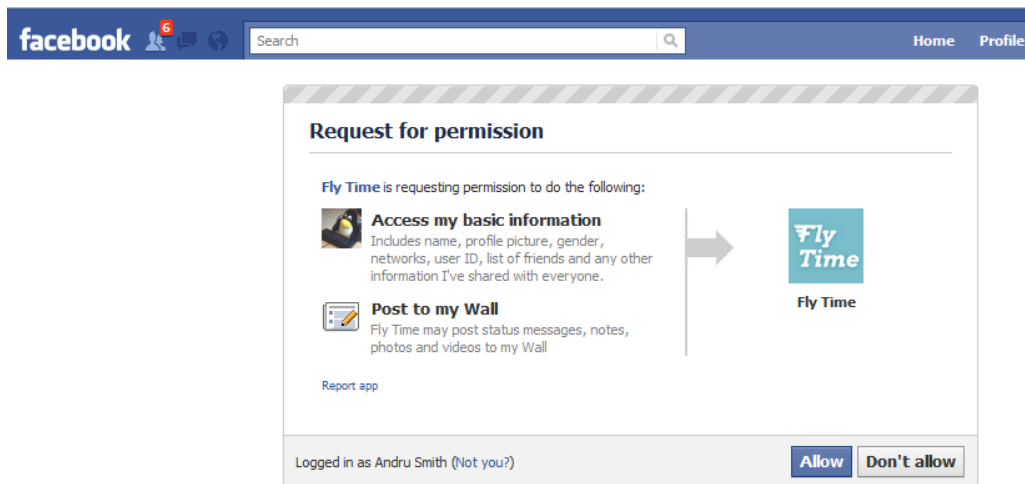 facebook 6 Search Home Profile
Request for permission
Fly Time is requesting permission to do the following:
Access my basic information
Includes name, profile picture, gender,
networks, user ID, list of friends and any other
information I've shared with everyone.
Post to my Wall
Fly Time may post status messages, notes,
photos and videos to my Wall
Report app
Fly
Time
Fly Time
Logged in as Andru Smith (Not you?) Allow Don't allow